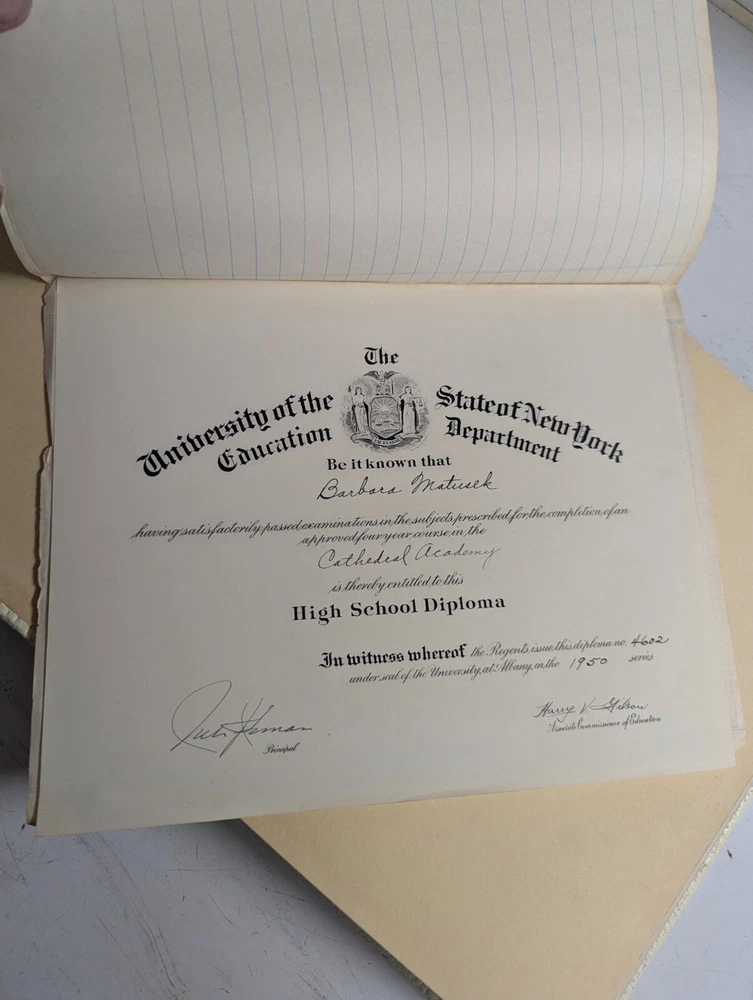 The
University of the State of New York
Education Department
Be it known that
Barbara Matusek
having satisfactorily passed examinations in the subjects prescribed for the completion of an
approved four year course in the
Cathedral Academy
is thereby entitled to this
High School Diploma
In witness whereof the Regents issue this diploma no. 4602
under seal of the University at Albany in the 1950 series
Harry V. Gilson
Principal
Associate Commissioner of Education